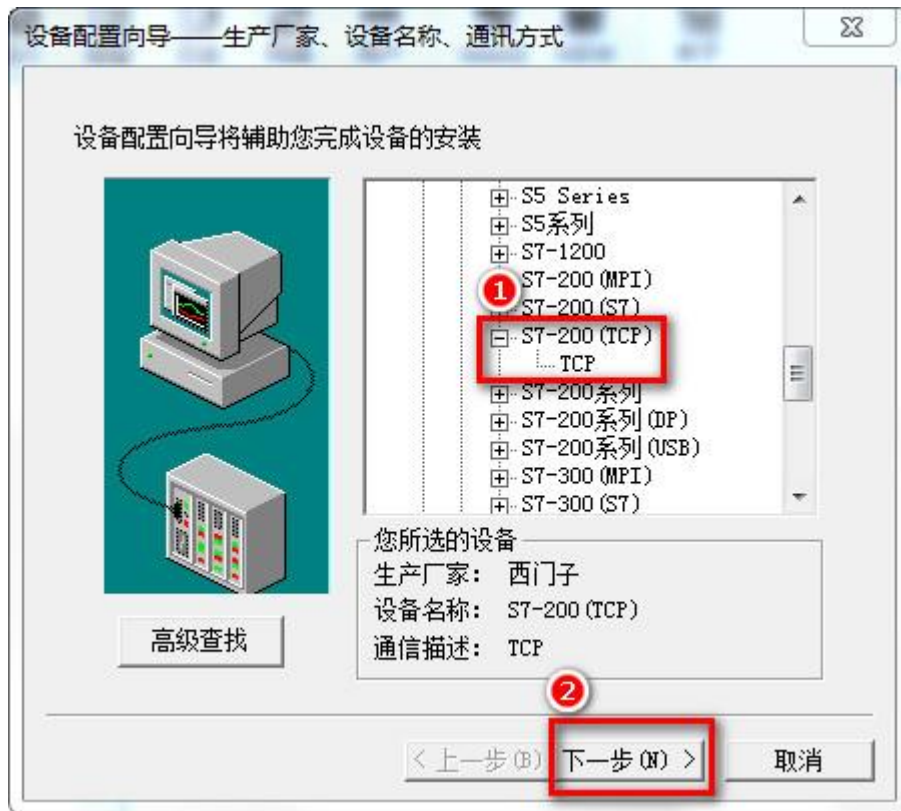 设备配置向导——生产厂家、设备名称、通讯方式
设备配置向导将辅助您完成设备的安装
S5 Series
S5系列
S7-1200
S7-200(MPI)
1
S7-200(S7)
S7-200(TCP)
TCP
S7-200系列
S7-200系列(DP)
S7-200系列(USB)
S7-300(MPI)
S7-300(S7)
您所选的设备
生产厂家： 西门子
设备名称： S7-200(TCP)
通信描述： TCP
高级查找
2
<上一步(B) 下一步(N) > 取消